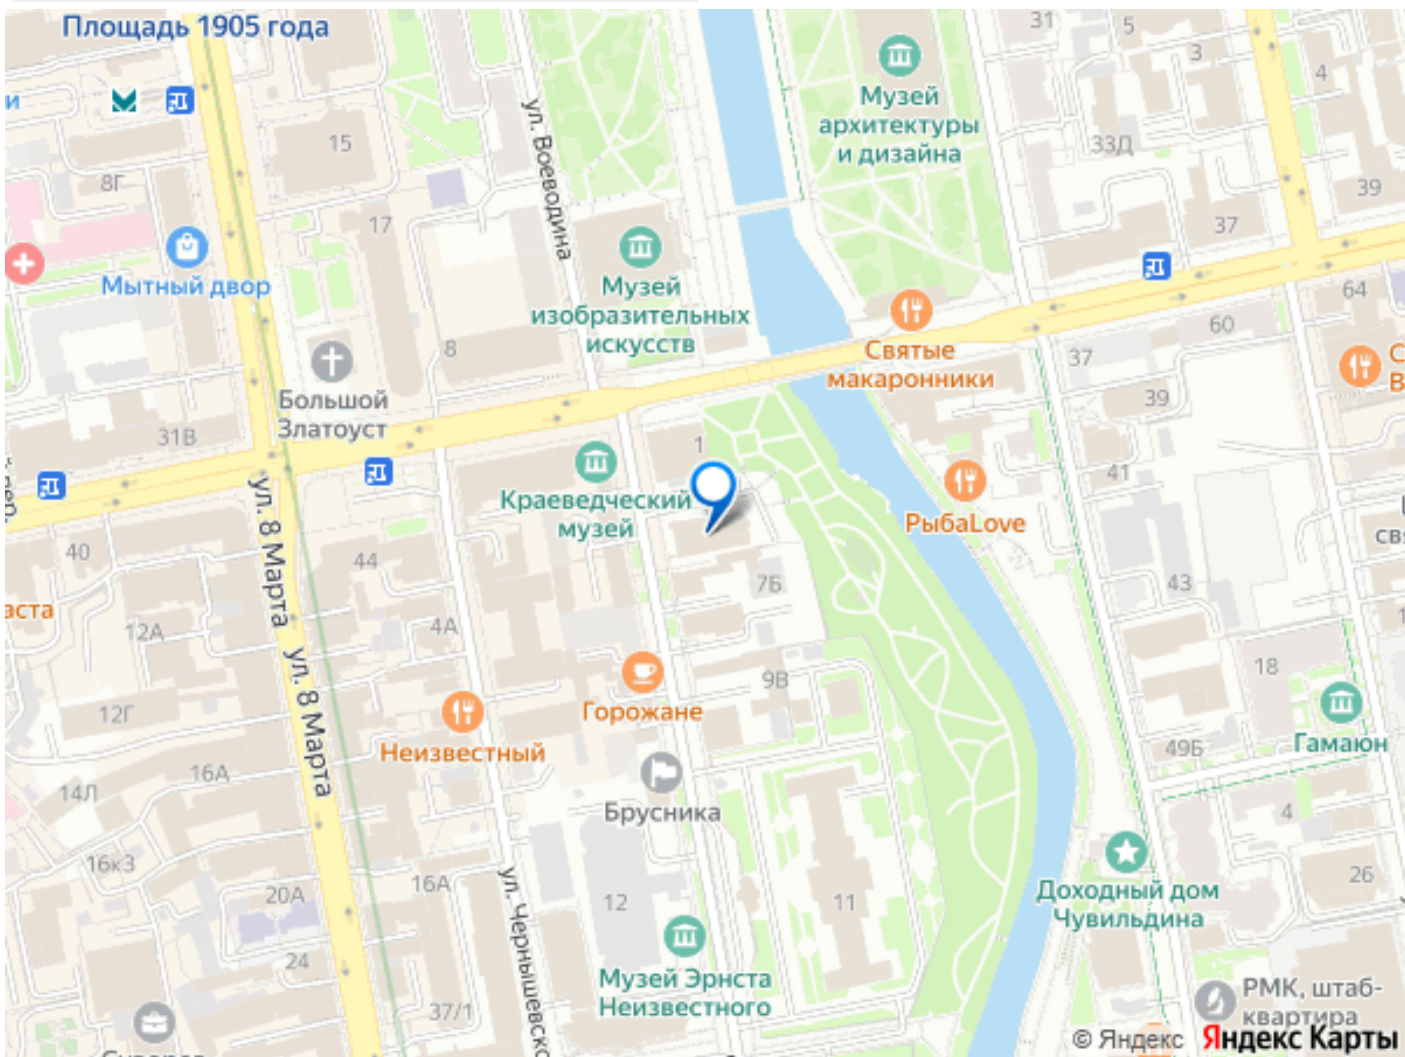 Площадь 1905 года
31
5
3
4
и
Музей
архитектуры
и дизайна
ул. Воеводина
15
33Д
8Г
39
17
37
Мытный двор
Музей
изобразительных
искусств
64
60
8
Святые
макаронники
37
С
В
Большой
Златоуст
39
31В
1
41
Краеведческий
музей
РыбаLove
ул. 8 Марта
40
44
43
7Б
аста
12А
4А
18
9В
ул. 8 Марта
12Г
Горожане
Неизвестный
49Б
Гамаюн
16А
14Л
Брусника
4
16к3
16А
20А
12
11
26
Доходный дом
Чувильдина
ул. Чернышевско
24
Музей Эрнста
Неизвестного
37/1
РМК, штаб-
квартира
© Яндекс Яндекс Карты